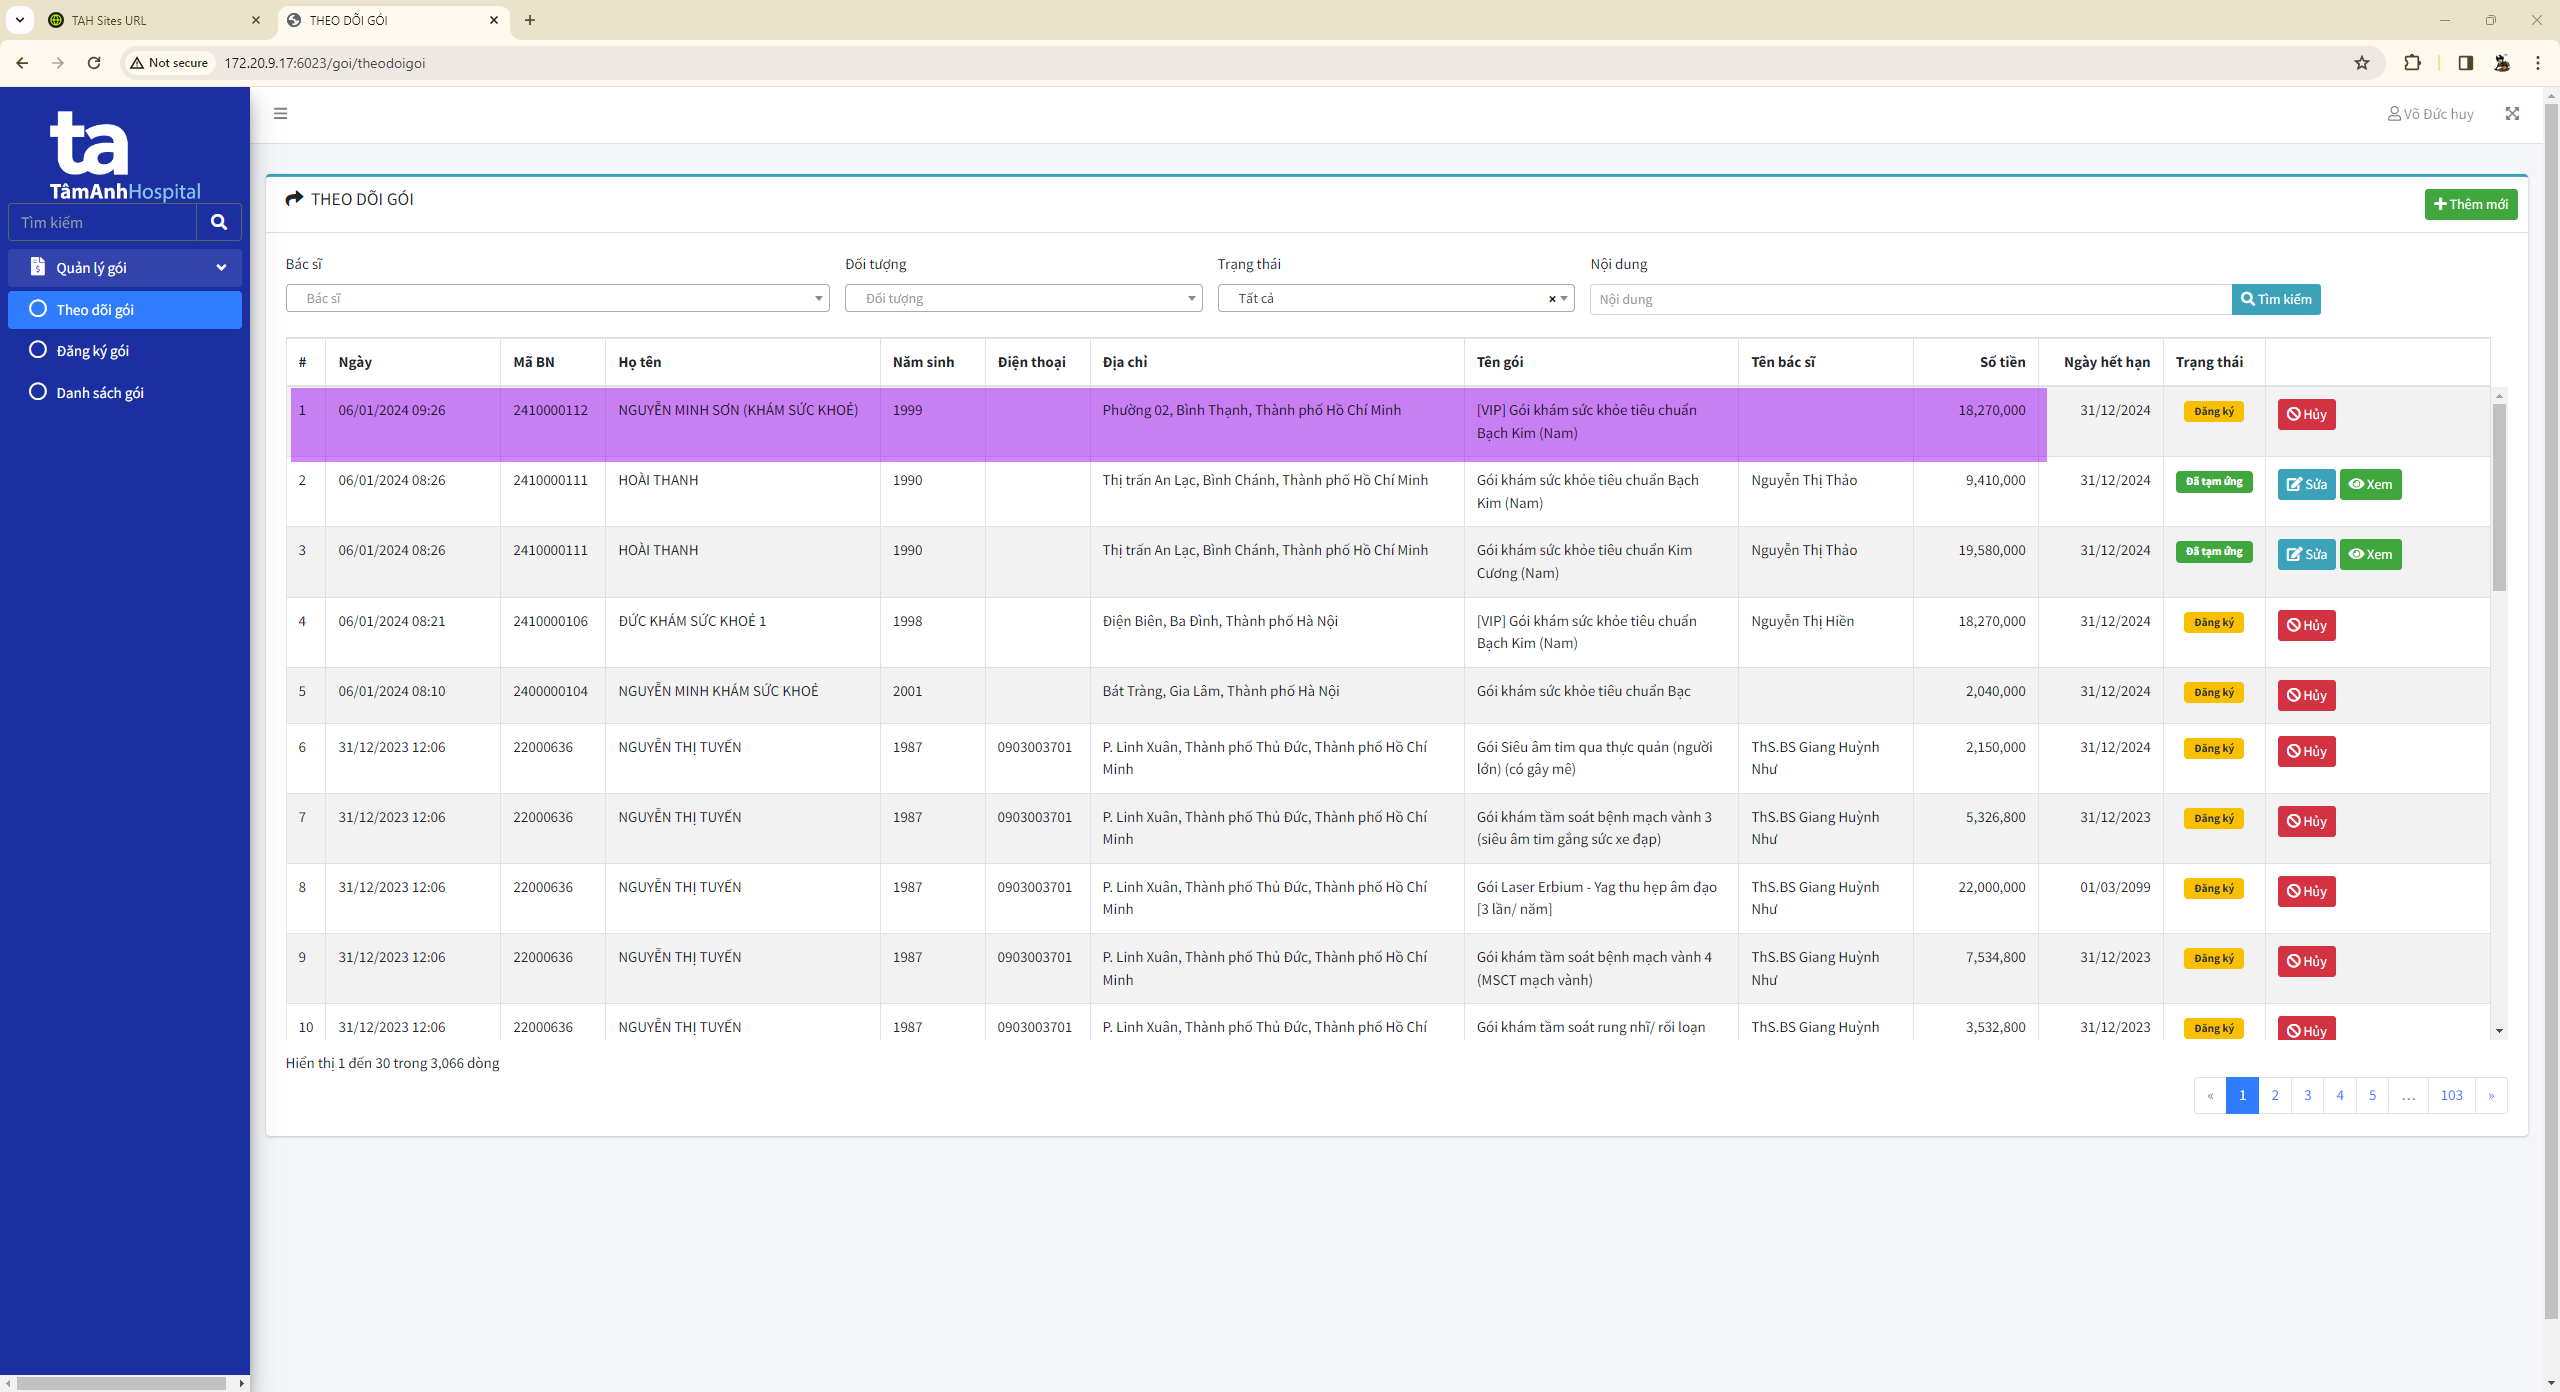 TAH Sites URL
THEO DÕI GÓI
Not secure
172.20.9.17:6023/goi/theodoigoi
ta
TâmAnhHospital
Tìm kiếm
Quản lý gói
Theo dõi gói
Đăng ký gói
Danh sách gói
Võ Đức huy
THEO DÕI GÓI
Thêm mới
Bác sĩ Đối tượng Trạng thái Nội dung
Bác sĩ Đối tượng Tất cả × Nội dung Tìm kiếm
# Ngày Mã BN Họ tên Năm sinh Điện thoại Địa chỉ Tên gói Tên bác sĩ Số tiền Ngày hết hạn Trạng thái
1 06/01/2024 09:26 2410000112 NGUYỄN MINH SƠN (KHÁM SỨC KHOẺ) 1999 Phường 02, Bình Thạnh, Thành phố Hồ Chí Minh [VIP] Gói khám sức khỏe tiêu chuẩn 18,270,000 31/12/2024 Đăng ký Hủy
Bạch Kim (Nam)
2 06/01/2024 08:26 2410000111 HOÀI THANH 1990 Thị trấn An Lạc, Bình Chánh, Thành phố Hồ Chí Minh Gói khám sức khỏe tiêu chuẩn Bạch Nguyễn Thị Thảo 9,410,000 31/12/2024 Đã tạm ứng Sửa Xem
Kim (Nam)
3 06/01/2024 08:26 2410000111 HOÀI THANH 1990 Thị trấn An Lạc, Bình Chánh, Thành phố Hồ Chí Minh Gói khám sức khỏe tiêu chuẩn Kim Nguyễn Thị Thảo 19,580,000 31/12/2024 Đã tạm ứng Sửa Xem
Cương (Nam)
4 06/01/2024 08:21 2410000106 ĐỨC KHÁM SỨC KHOẺ 1 1998 Điện Biên, Ba Đình, Thành phố Hà Nội [VIP] Gói khám sức khỏe tiêu chuẩn Nguyễn Thị Hiền 18,270,000 31/12/2024 Đăng ký Hủy
Bạch Kim (Nam)
5 06/01/2024 08:10 2400000104 NGUYỄN MINH KHÁM SỨC KHOẺ 2001 Bát Tràng, Gia Lâm, Thành phố Hà Nội Gói khám sức khỏe tiêu chuẩn Bạc 2,040,000 31/12/2024 Đăng ký Hủy
6 31/12/2023 12:06 22000636 NGUYỄN THỊ TUYẾN 1987 0903003701 P. Linh Xuân, Thành phố Thủ Đức, Thành phố Hồ Chí Gói Siêu âm tim qua thực quản (người ThS.BS Giang Huỳnh 2,150,000 31/12/2024 Đăng ký Hủy
Minh lớn) (có gây mê) Như
7 31/12/2023 12:06 22000636 NGUYỄN THỊ TUYẾN 1987 0903003701 P. Linh Xuân, Thành phố Thủ Đức, Thành phố Hồ Chí Gói khám tầm soát bệnh mạch vành 3 ThS.BS Giang Huỳnh 5,326,800 31/12/2023 Đăng ký Hủy
Minh (siêu âm tim gắng sức xe đạp) Như
8 31/12/2023 12:06 22000636 NGUYỄN THỊ TUYẾN 1987 0903003701 P. Linh Xuân, Thành phố Thủ Đức, Thành phố Hồ Chí Gói Laser Erbium - Yag thu hẹp âm đạo ThS.BS Giang Huỳnh 22,000,000 01/03/2099 Đăng ký Hủy
Minh [3 lần/ năm] Như
9 31/12/2023 12:06 22000636 NGUYỄN THỊ TUYẾN 1987 0903003701 P. Linh Xuân, Thành phố Thủ Đức, Thành phố Hồ Chí Gói khám tầm soát bệnh mạch vành 4 ThS.BS Giang Huỳnh 7,534,800 31/12/2023 Đăng ký Hủy
Minh (MSCT mạch vành) Như
10 31/12/2023 12:06 22000636 NGUYỄN THỊ TUYẾN 1987 0903003701 P. Linh Xuân, Thành phố Thủ Đức, Thành phố Hồ Chí Gói khám tầm soát rung nhĩ/ rối loạn ThS.BS Giang Huỳnh 3,532,800 31/12/2023 Đăng ký Hủy
Hiển thị 1 đến 30 trong 3,066 dòng
« 1 2 3 4 5 ... 103 »